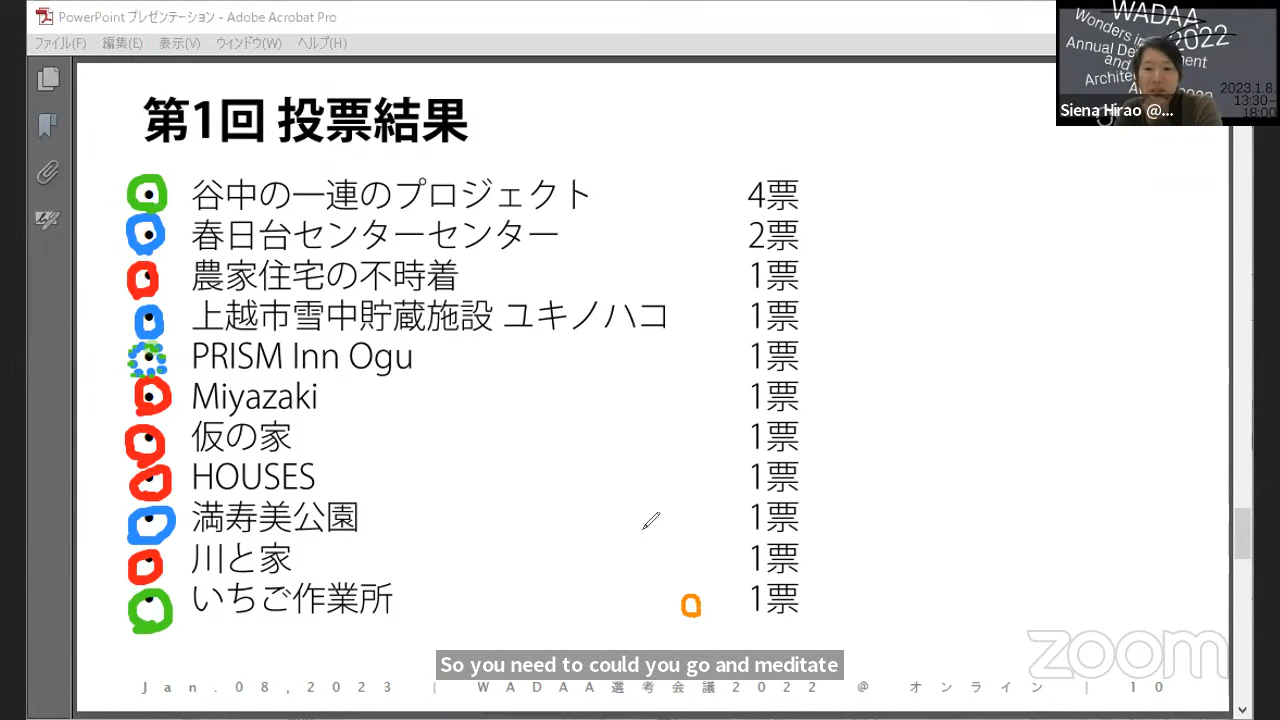 PowerPoint プレゼンテーション - Adobe Acrobat Pro
ファイル(F) 編集(E) 表示(V) ウィンドウ(W) ヘルプ(H)
WADAA
2022
Wonders in
Annual
and
2023.1.8
13:30–
18:00
Siena Hirao @...
第1回 投票結果
谷中の一連のプロジェクト 4票
春日台センターセンター 2票
農家住宅の不時着 1票
上越市雪中貯蔵施設 ユキノハコ 1票
PRISM Inn Ogu 1票
Miyazaki 1票
仮の家 1票
HOUSES 1票
満寿美公園 1票
川と家 1票
いちご作業所 1票
zoom
So you need to could you go and meditate
Jan.08,2023 | WADAA選考会議2022 @ オンライン | 10